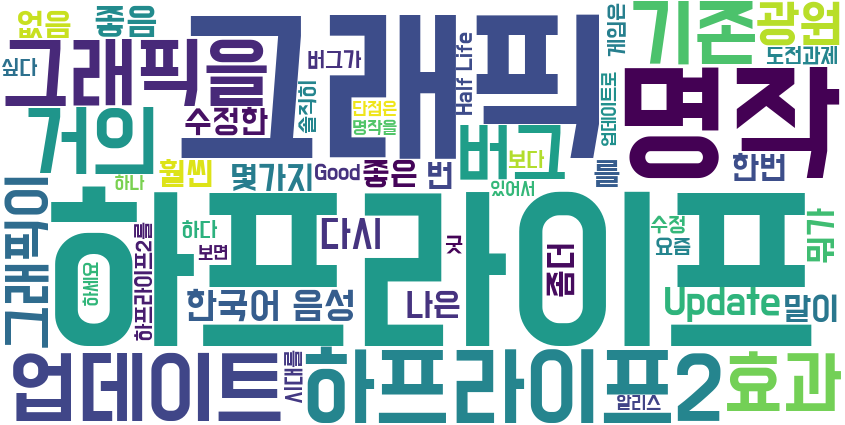 없음
좋음
그래픽
기존
광원
싶다
그래픽을
버그가
Half Life
게임은
도전과제
수정한
솔직히
단점은
명작을
업데이트로
명작
거의
하나
훨씬
몇가지
Good
좋은
번
버그
보다
있어서
를
한번
그래픽이
하프라이프
하프라이프2를
하다
보면
다시
굿
좀더
수정
요즘
뭔가
하세요
한국어 음성
나은
Update
말이
업데이트
시대를
하프라이프2
알리스
효과